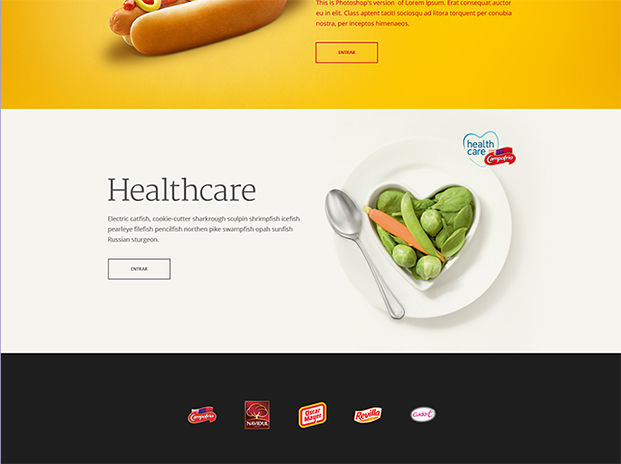 This is Photoshop's version of Lorem Ipsum. Erat consequat auctor
eu in elit, Class aptent taciti sociosqu ad litora torquent per conubia
nostra, per inceptos himenaeos.
ENTRAR
health
care
Campofrío
Healthcare
Electric catfish, cookie-cutter sharkrough sculpin shrimpfish icefish
pearleye filefish pencilfish northen pike swampfish opah sunfish
Russian sturgeon.
ENTRAR
Campofrío
NAVIDUL
Oscar
Mayer
Revilla
Cuida-t